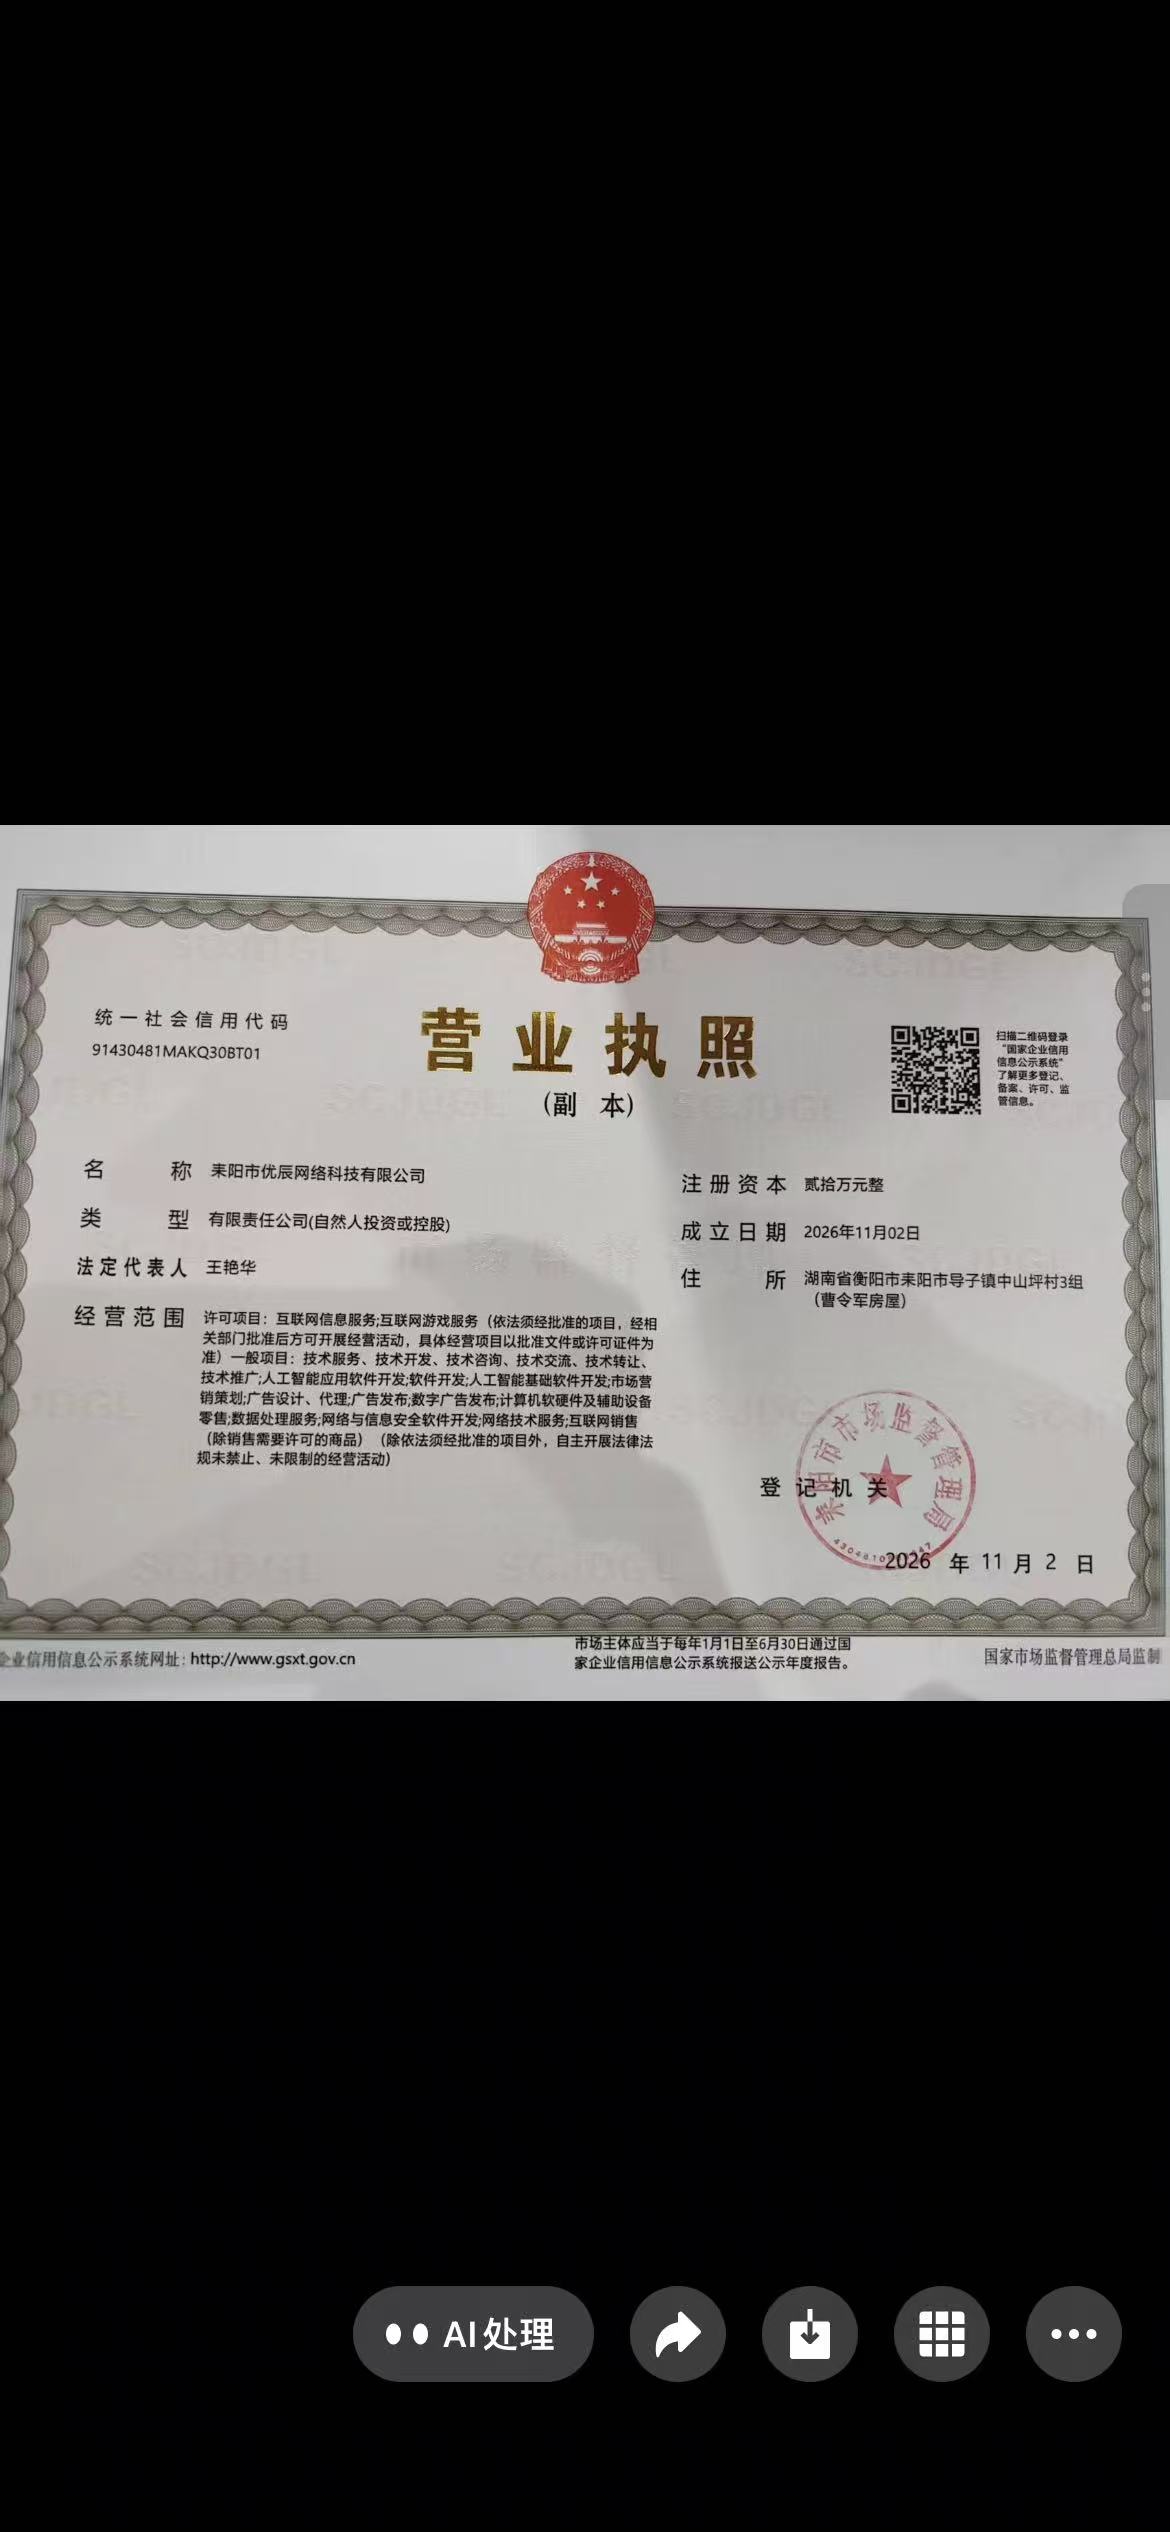 统一社会信用代码
91430481MAKQ30BT01
营业执照
(副 本)
扫描二维码登录
“国家企业信用
信息公示系统”
了解更多登记、
备案、许可、监
管信息。
名 称 耒阳市优辰网络科技有限公司
类 型 有限责任公司(自然人投资或控股)
法定代表人 王艳华
经营范围 许可项目：互联网信息服务;互联网游戏服务（依法须经批准的项目，经相
关部门批准后方可开展经营活动，具体经营项目以批准文件或许可证件为
准）一般项目：技术服务、技术开发、技术咨询、技术交流、技术转让、
技术推广;人工智能应用软件开发;软件开发;人工智能基础软件开发;市场营
销策划;广告设计、代理;广告发布;数字广告发布;计算机软硬件及辅助设备
零售;数据处理服务;网络与信息安全软件开发;网络技术服务;互联网销售
（除销售需要许可的商品）（除依法须经批准的项目外，自主开展法律法
规未禁止、未限制的经营活动）
注册资本 贰拾万元整
成立日期 2026年11月02日
住 所 湖南省衡阳市耒阳市导子镇中山坪村3组
（曹令军房屋）
耒阳市市场监督管理局
登记机关
2026 年 11 月 2 日
企业信用信息公示系统网址: http://www.gsxt.gov.cn
市场主体应当于每年1月1日至6月30日通过国
家企业信用信息公示系统报送公示年度报告。
国家市场监督管理总局监制
AI处理